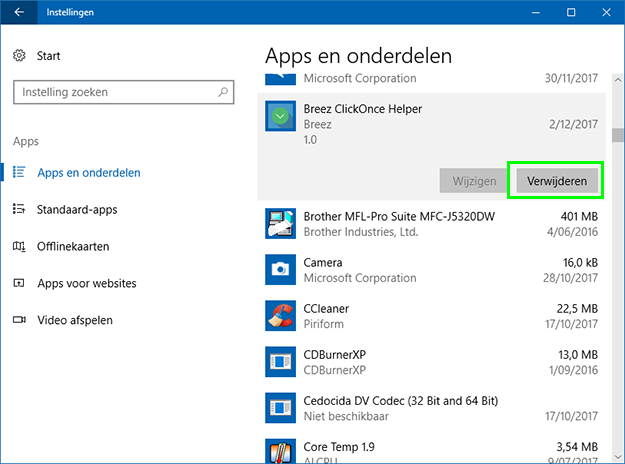 Instellingen
Start
Instelling zoeken
Apps
Apps en onderdelen
Standaard-apps
Offlinekaarten
Apps voor websites
Video afspelen
Apps en onderdelen
Microsoft Corporation 30/11/2017
Breez ClickOnce Helper
Breez 2/12/2017
1.0
Wijzigen Verwijderen
Brother MFL-Pro Suite MFC-J5320DW 401 MB
Brother Industries, Ltd. 4/06/2016
Camera 16,0 kB
Microsoft Corporation 28/10/2017
CCleaner 22,5 MB
Piriform 17/10/2017
CDBurnerXP 13,0 MB
CDBurnerXP 1/09/2016
Cedocida DV Codec (32 Bit and 64 Bit)
Niet beschikbaar 17/10/2017
Core Temp 1.9 3,54 MB
ALCPU 9/07/2017